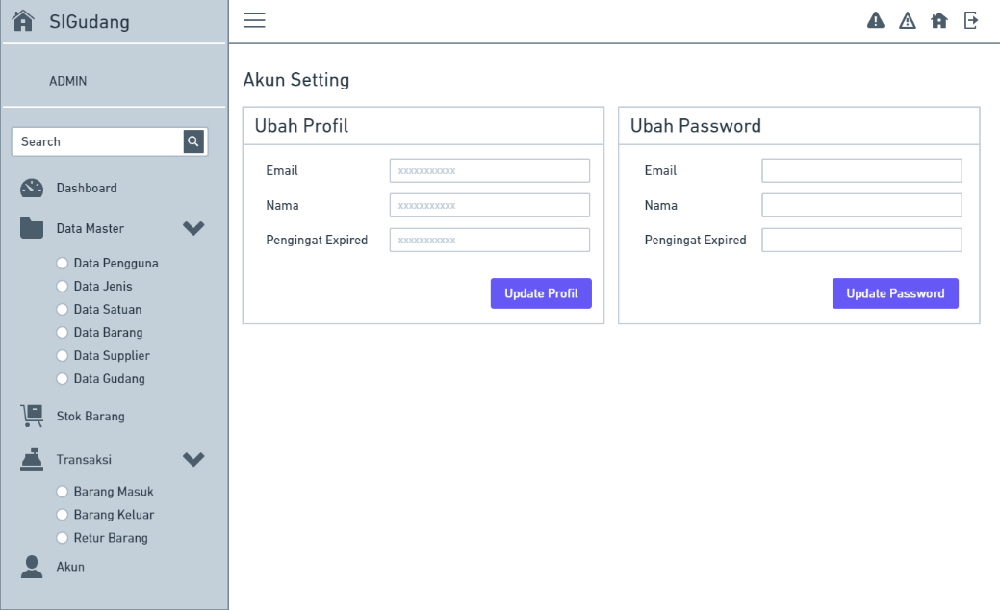 SIGudang
ADMIN
Search
Dashboard
Data Master
Data Pengguna
Data Jenis
Data Satuan
Data Barang
Data Supplier
Data Gudang
Stok Barang
Transaksi
Barang Masuk
Barang Keluar
Retur Barang
Akun
Akun Setting
Ubah Profil
Email xxxxxxxxxxx
Nama xxxxxxxxxxx
Pengingat Expired xxxxxxxxxxx
Update Profil
Ubah Password
Email
Nama
Pengingat Expired
Update Password